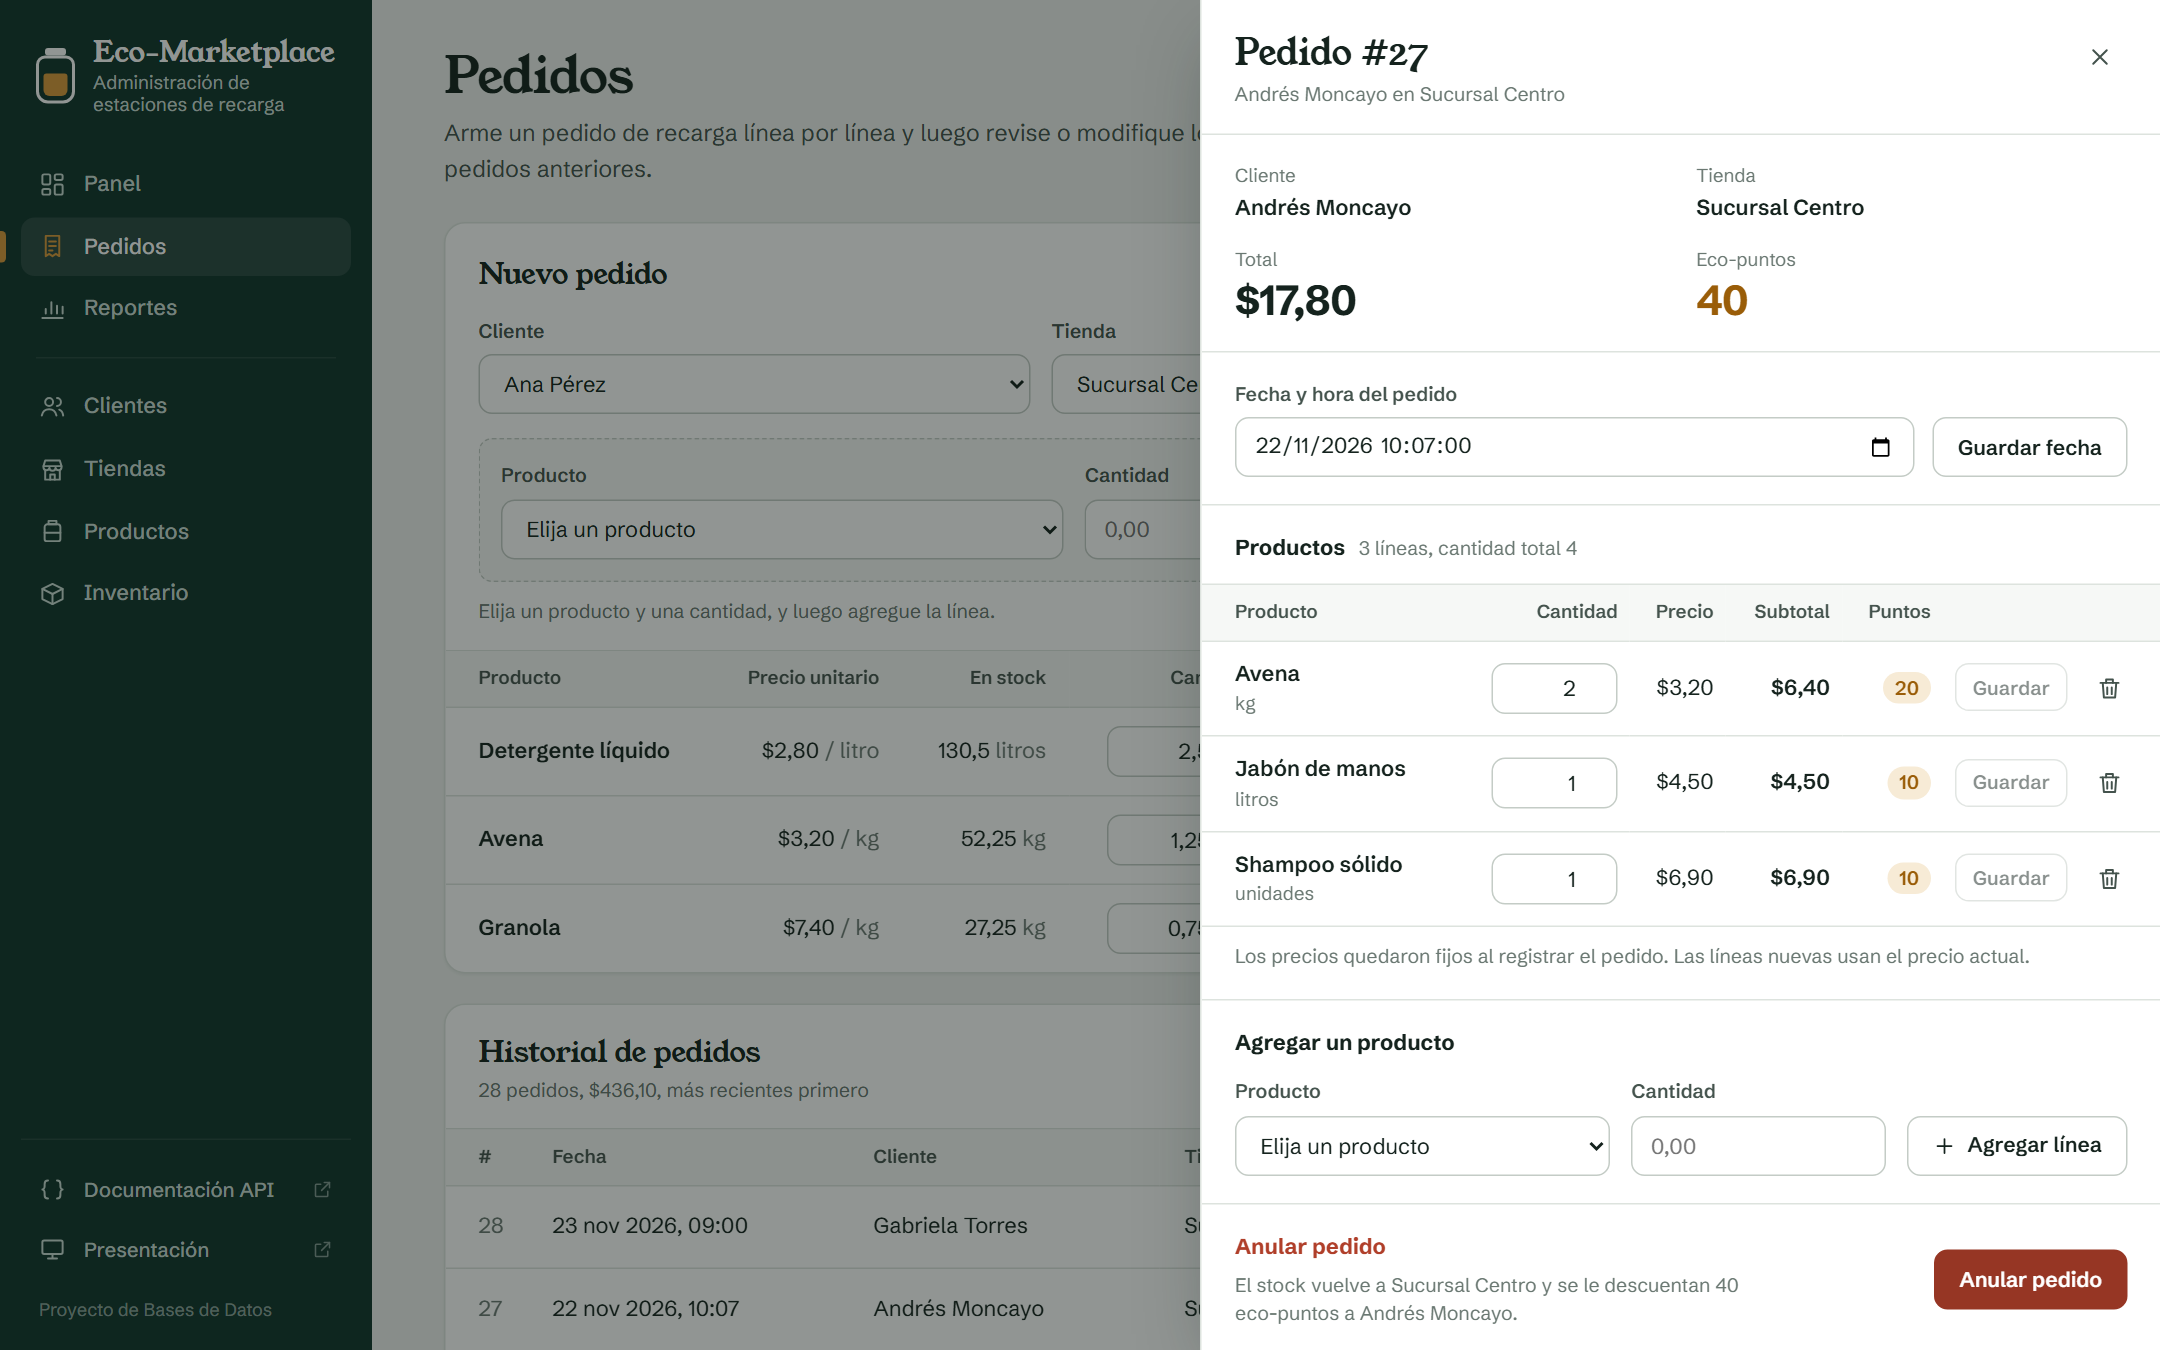 Eco-Marketplace
Administración de
estaciones de recarga
Panel
Pedidos
Reportes
Clientes
Tiendas
Productos
Inventario
Documentación API
Presentación
Proyecto de Bases de Datos
Pedidos
Arme un pedido de recarga línea por línea y luego revise o modifique
pedidos anteriores.
Nuevo pedido
Cliente
Tienda
Ana Pérez
Sucursal Ce
Producto
Cantidad
Elija un producto
0,00
Elija un producto y una cantidad, y luego agregue la línea.
Producto Precio unitario En stock
Detergente líquido $2,80 / litro 130,5 litros
Avena $3,20 / kg 52,25 kg
Granola $7,40 / kg 27,25 kg
Historial de pedidos
28 pedidos, $436,10, más recientes primero
# Fecha Cliente
28 23 nov 2026, 09:00 Gabriela Torres
27 22 nov 2026, 10:07 Andrés Moncayo
Pedido #27
Andrés Moncayo en Sucursal Centro
Cliente
Andrés Moncayo
Tienda
Sucursal Centro
Total
$17,80
Eco-puntos
40
Fecha y hora del pedido
22/11/2026 10:07:00
Guardar fecha
Productos 3 líneas, cantidad total 4
Producto Cantidad Precio Subtotal Puntos
Avena 2 $3,20 $6,40 20 Guardar
kg
Jabón de manos 1 $4,50 $4,50 10 Guardar
litros
Shampoo sólido 1 $6,90 $6,90 10 Guardar
unidades
Los precios quedaron fijos al registrar el pedido. Las líneas nuevas usan el precio actual.
Agregar un producto
Producto
Cantidad
Elija un producto
0,00
Agregar línea
Anular pedido
El stock vuelve a Sucursal Centro y se le descuentan 40
eco-puntos a Andrés Moncayo.
Anular pedido